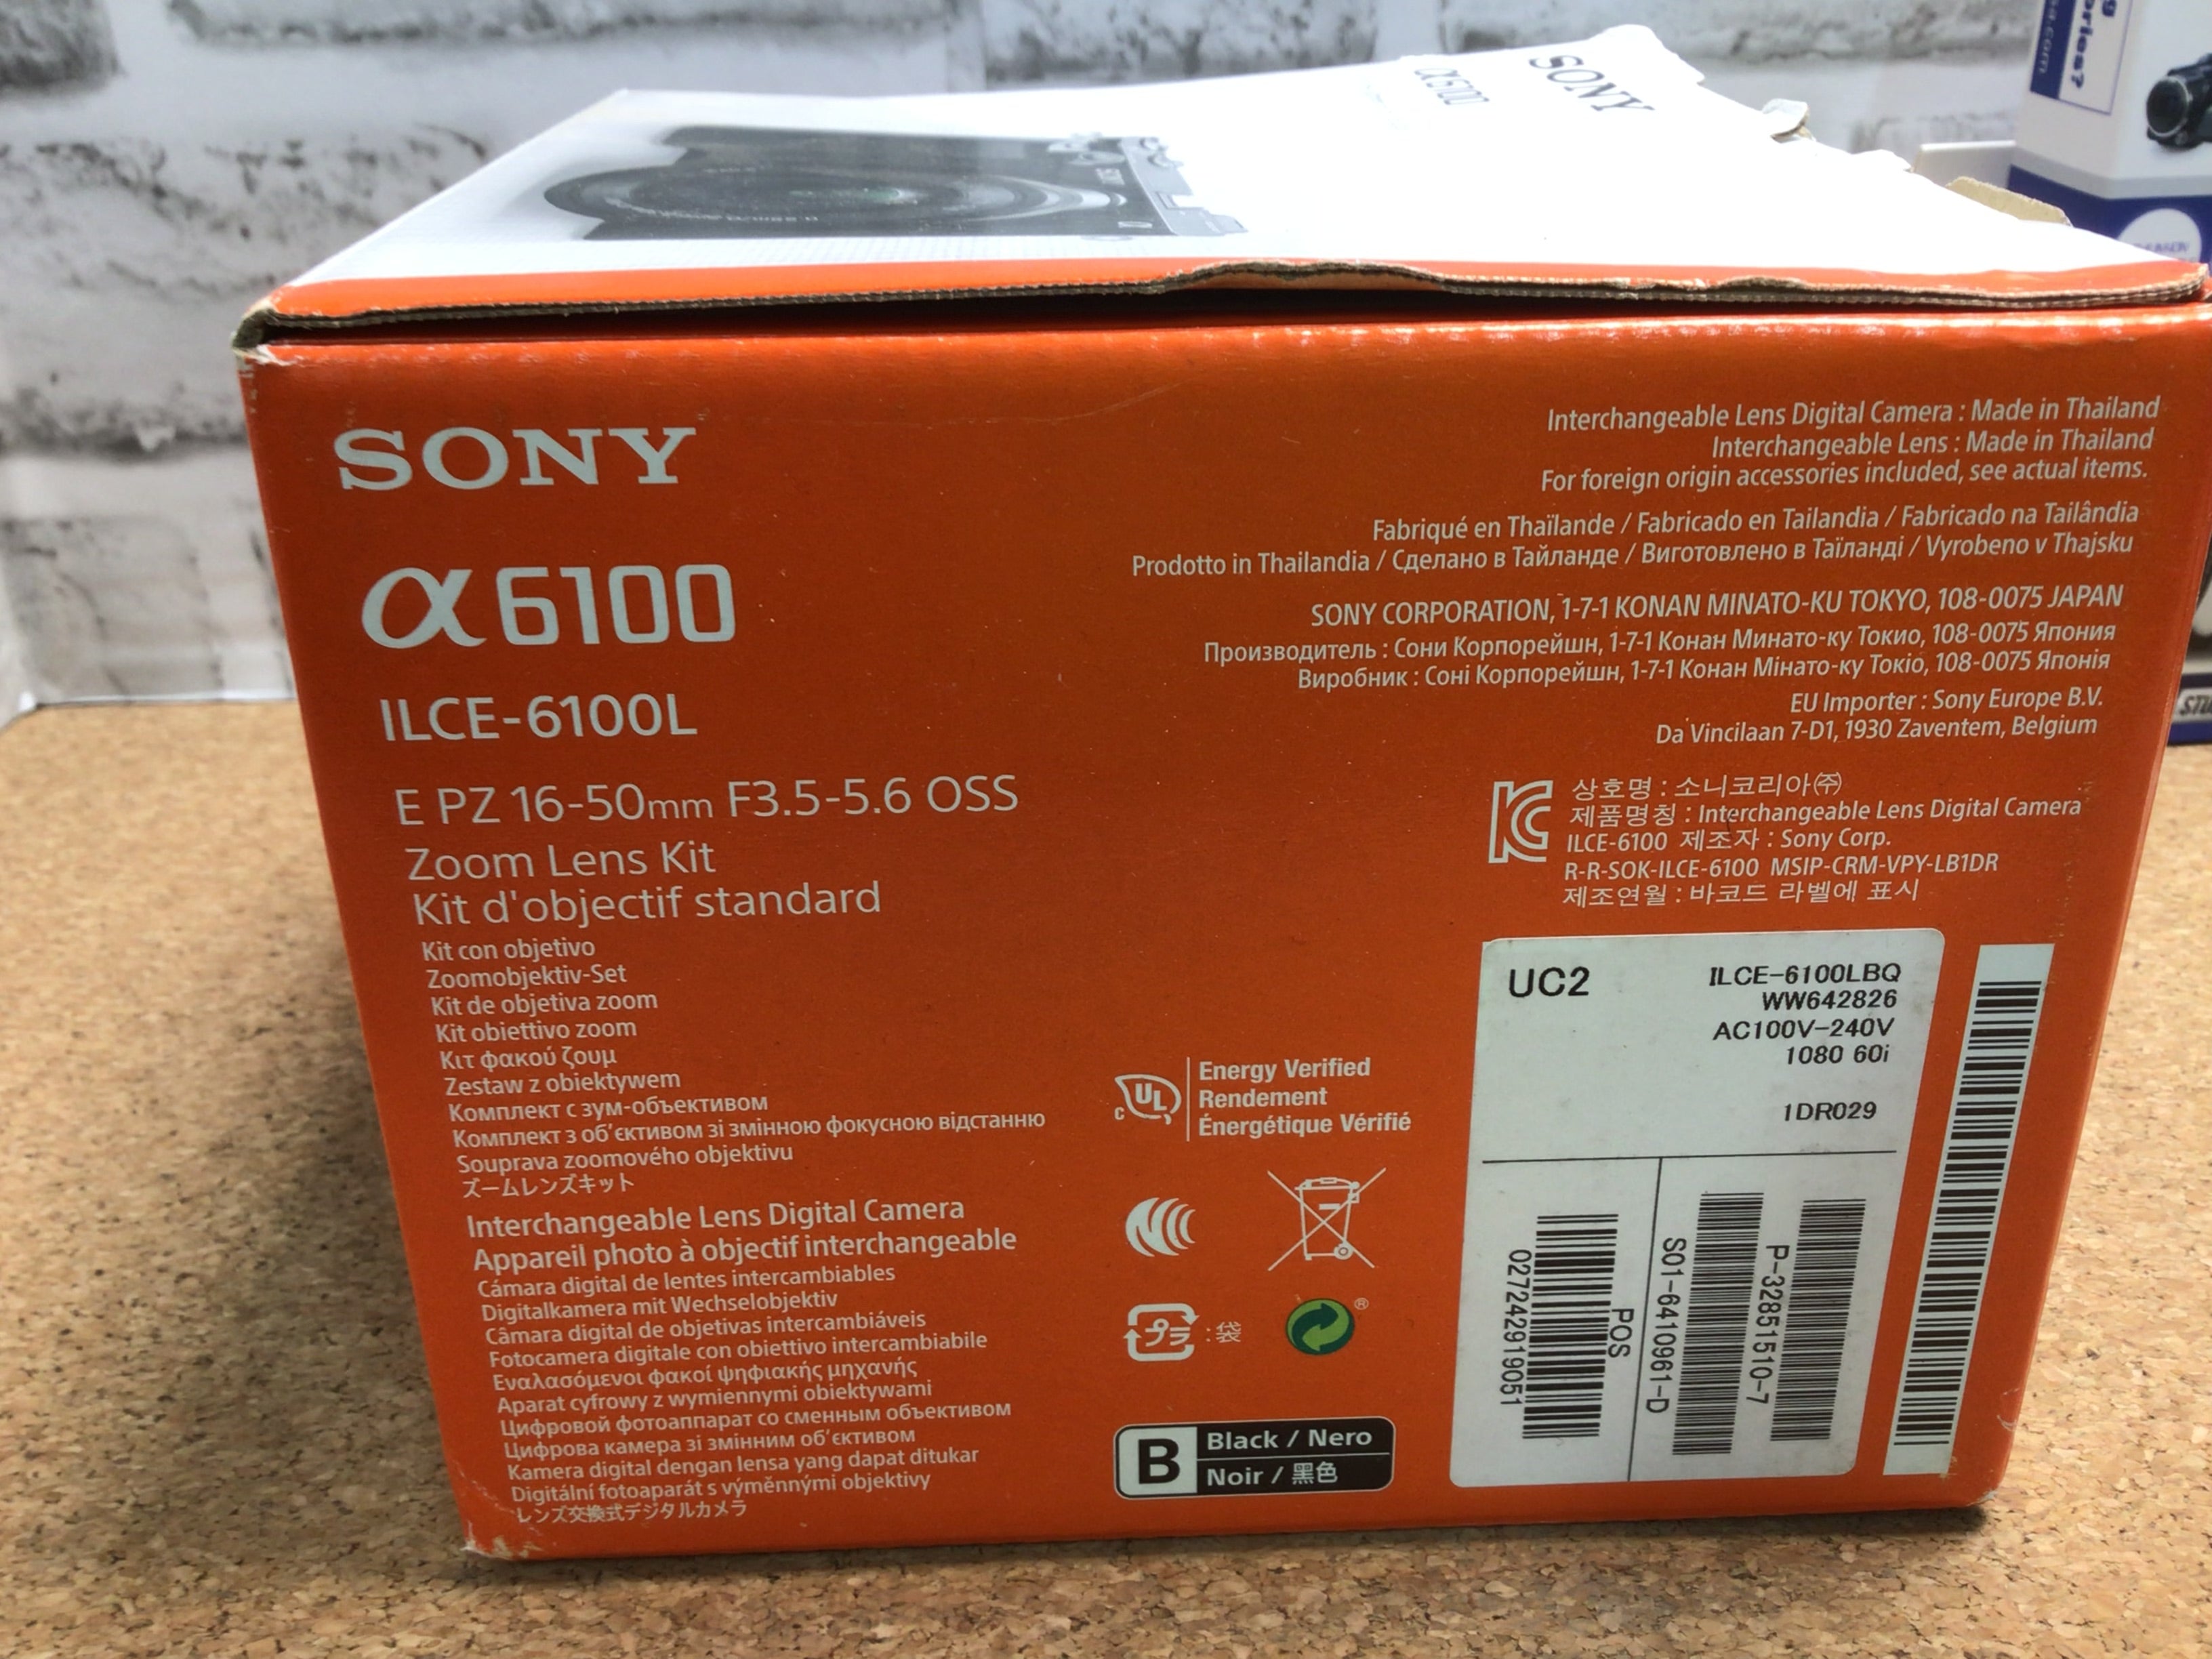 α6100
SONY
SONY
α6100
ILCE-6100L
E PZ 16-50mm F3.5-5.6 OSS
Zoom Lens Kit
Kit d'objectif standard
Kit con objetivo
Zoomobjektiv-Set
Kit de objetiva zoom
Kit obiettivo zoom
Κιτ φακού ζουμ
Zestaw z obiektywem
Комплект с зум-объективом
Комплект з об'єктивом зі змінною фокусною відстанню
Souprava zoomového objektivu
ズームレンズキット
Interchangeable Lens Digital Camera
Appareil photo à objectif interchangeable
Cámara digital de lentes intercambiables
Digitalkamera mit Wechselobjektiv
Câmara digital de objetivas intercambiáveis
Fotocamera digitale con obiettivo intercambiabile
Εναλασόμενοι φακοί ψηφιακής μηχανής
Aparat cyfrowy z wymiennymi obiektywami
Цифровой фотоаппарат со сменным объективом
Цифрова камера зі змінним об'єктивом
Kamera digital dengan lensa yang dapat ditukar
Digitální fotoaparát s výměnnými objektivy
レンズ交換式デジタルカメラ
Interchangeable Lens Digital Camera : Made in Thailand
Interchangeable Lens : Made in Thailand
For foreign origin accessories included, see actual items.
Fabriqué en Thaïlande / Fabricado en Tailandia / Fabricado na Tailândia
Prodotto in Thailandia / Сделано в Тайланде / Виготовлено в Таїланді / Vyrobeno v Thajsku
SONY CORPORATION, 1-7-1 KONAN MINATO-KU TOKYO, 108-0075 JAPAN
Производитель : Сони Корпорейшн, 1-7-1 Конан Минато-ку Токио, 108-0075 Япония
Виробник : Соні Корпорейшн, 1-7-1 Конан Мінато-ку Токіо, 108-0075 Японія
EU Importer : Sony Europe B.V.
Da Vincilaan 7-D1, 1930 Zaventem, Belgium
상호명 : 소니코리아㈜
제품명칭 : Interchangeable Lens Digital Camera
ILCE-6100 제조자 : Sony Corp.
R-R-SOK-ILCE-6100 MSIP-CRM-VPY-LB1DR
제조연월 : 바코드 라벨에 표시
C UL
Energy Verified
Rendement
Énergétique Vérifié
プラ :袋
®
B
Black / Nero
Noir / 黑色
UC2
ILCE-6100LBQ
WW642826
AC100V-240V
1080 60i
1DR029
POS
027242919051
S01-6410961-D
P-32851510-7